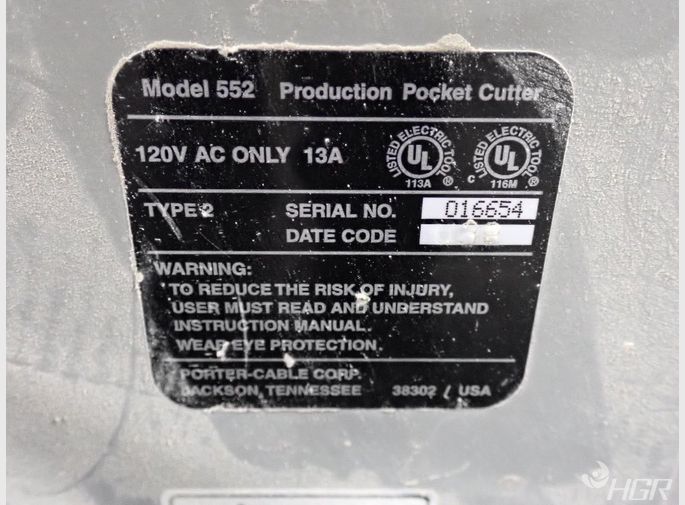 Model 552 Production Pocket Cutter
120V AC ONLY 13A
LISTED ELECTRIC TOOL
UL
113A
®
LISTED ELECTRIC TOOL
C UL
116M
®
TYPE 2 SERIAL NO. 016654
DATE CODE
WARNING:
TO REDUCE THE RISK OF INJURY,
USER MUST READ AND UNDERSTAND
INSTRUCTION MANUAL.
WEAR EYE PROTECTION.
PORTER-CABLE CORP.
JACKSON, TENNESSEE 38302 / USA
HGR